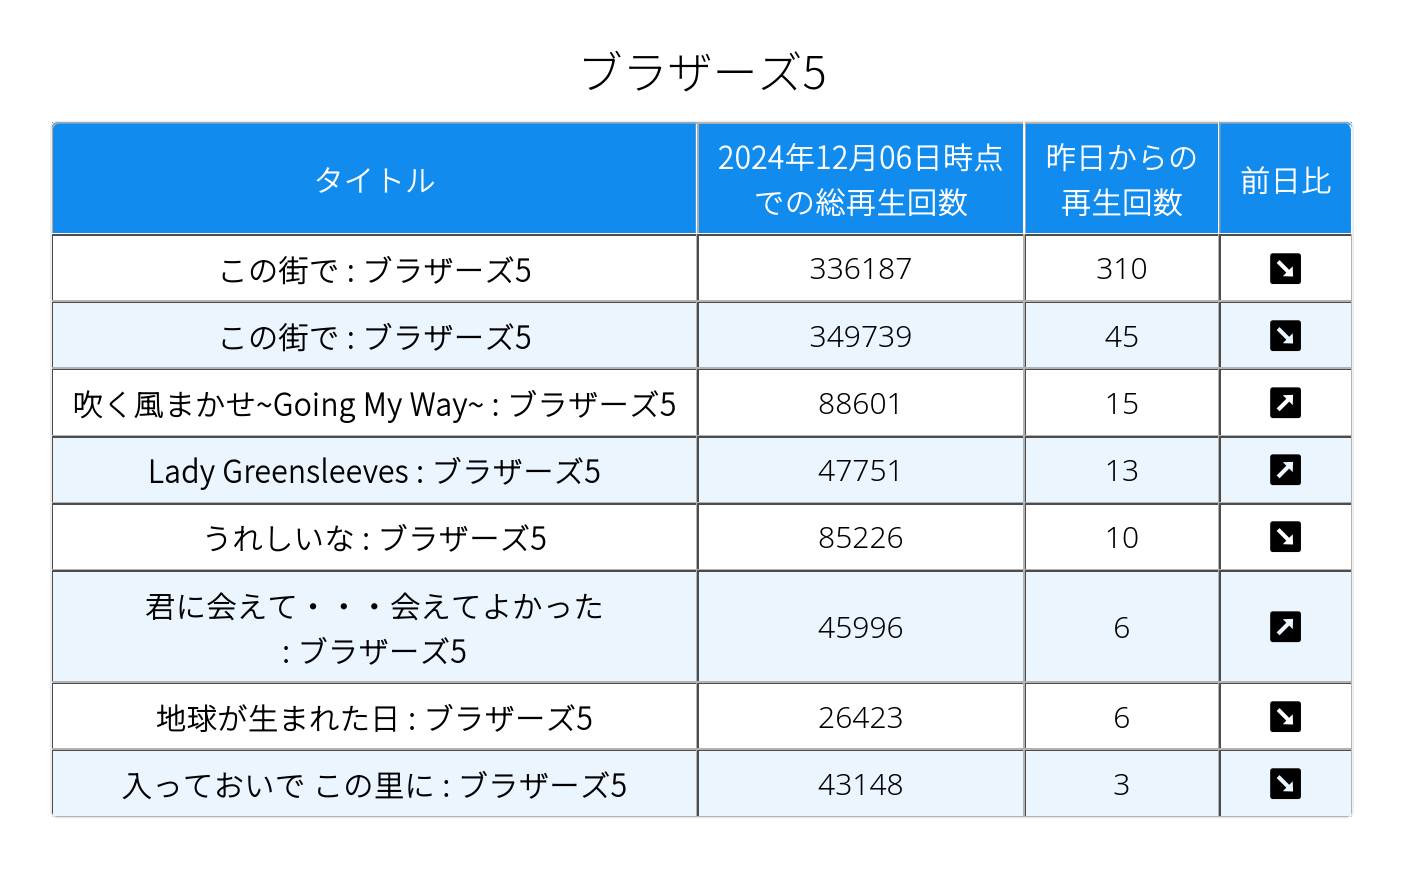 ブラザーズ5
タイトル
2024年12月06日時点
での総再生回数
昨日からの
再生回数
前日比
この街で : ブラザーズ5
336187
310
この街で : ブラザーズ5
349739
45
吹く風まかせ~Going My Way~ : ブラザーズ5
88601
15
Lady Greensleeves : ブラザーズ5
47751
13
うれしいな : ブラザーズ5
85226
10
君に会えて・・・会えてよかった
: ブラザーズ5
45996
6
地球が生まれた日 : ブラザーズ5
26423
6
入っておいで この里に : ブラザーズ5
43148
3